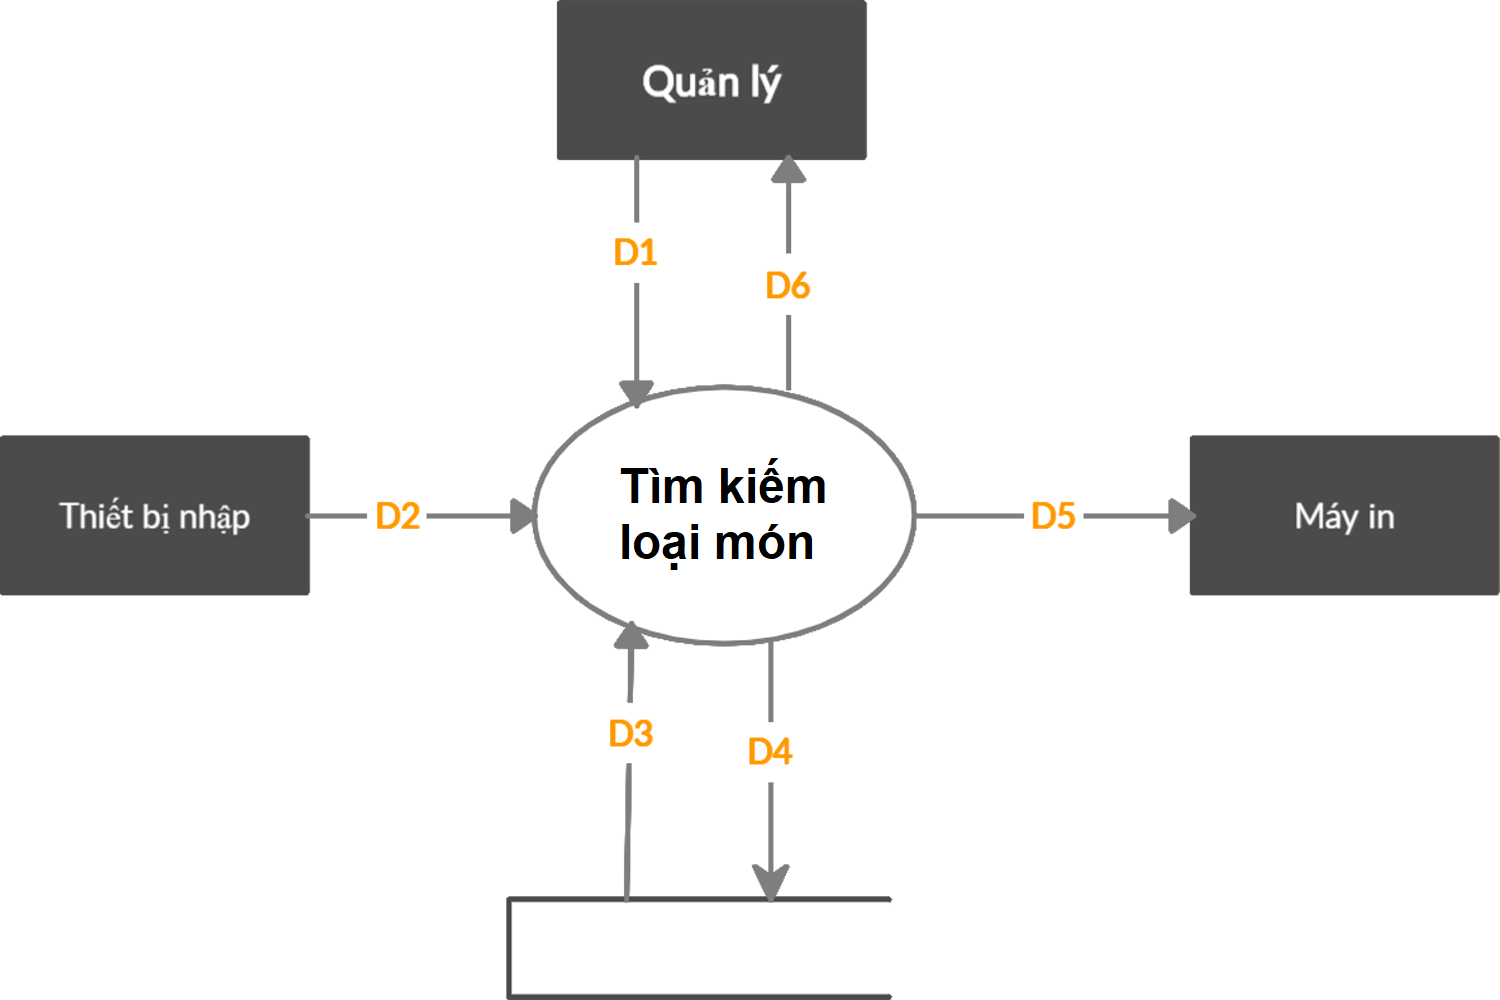 Quản lý
D1
D6
Thiết bị nhập
D2
Tìm kiếm
loại món
D5
Máy in
D3
D4